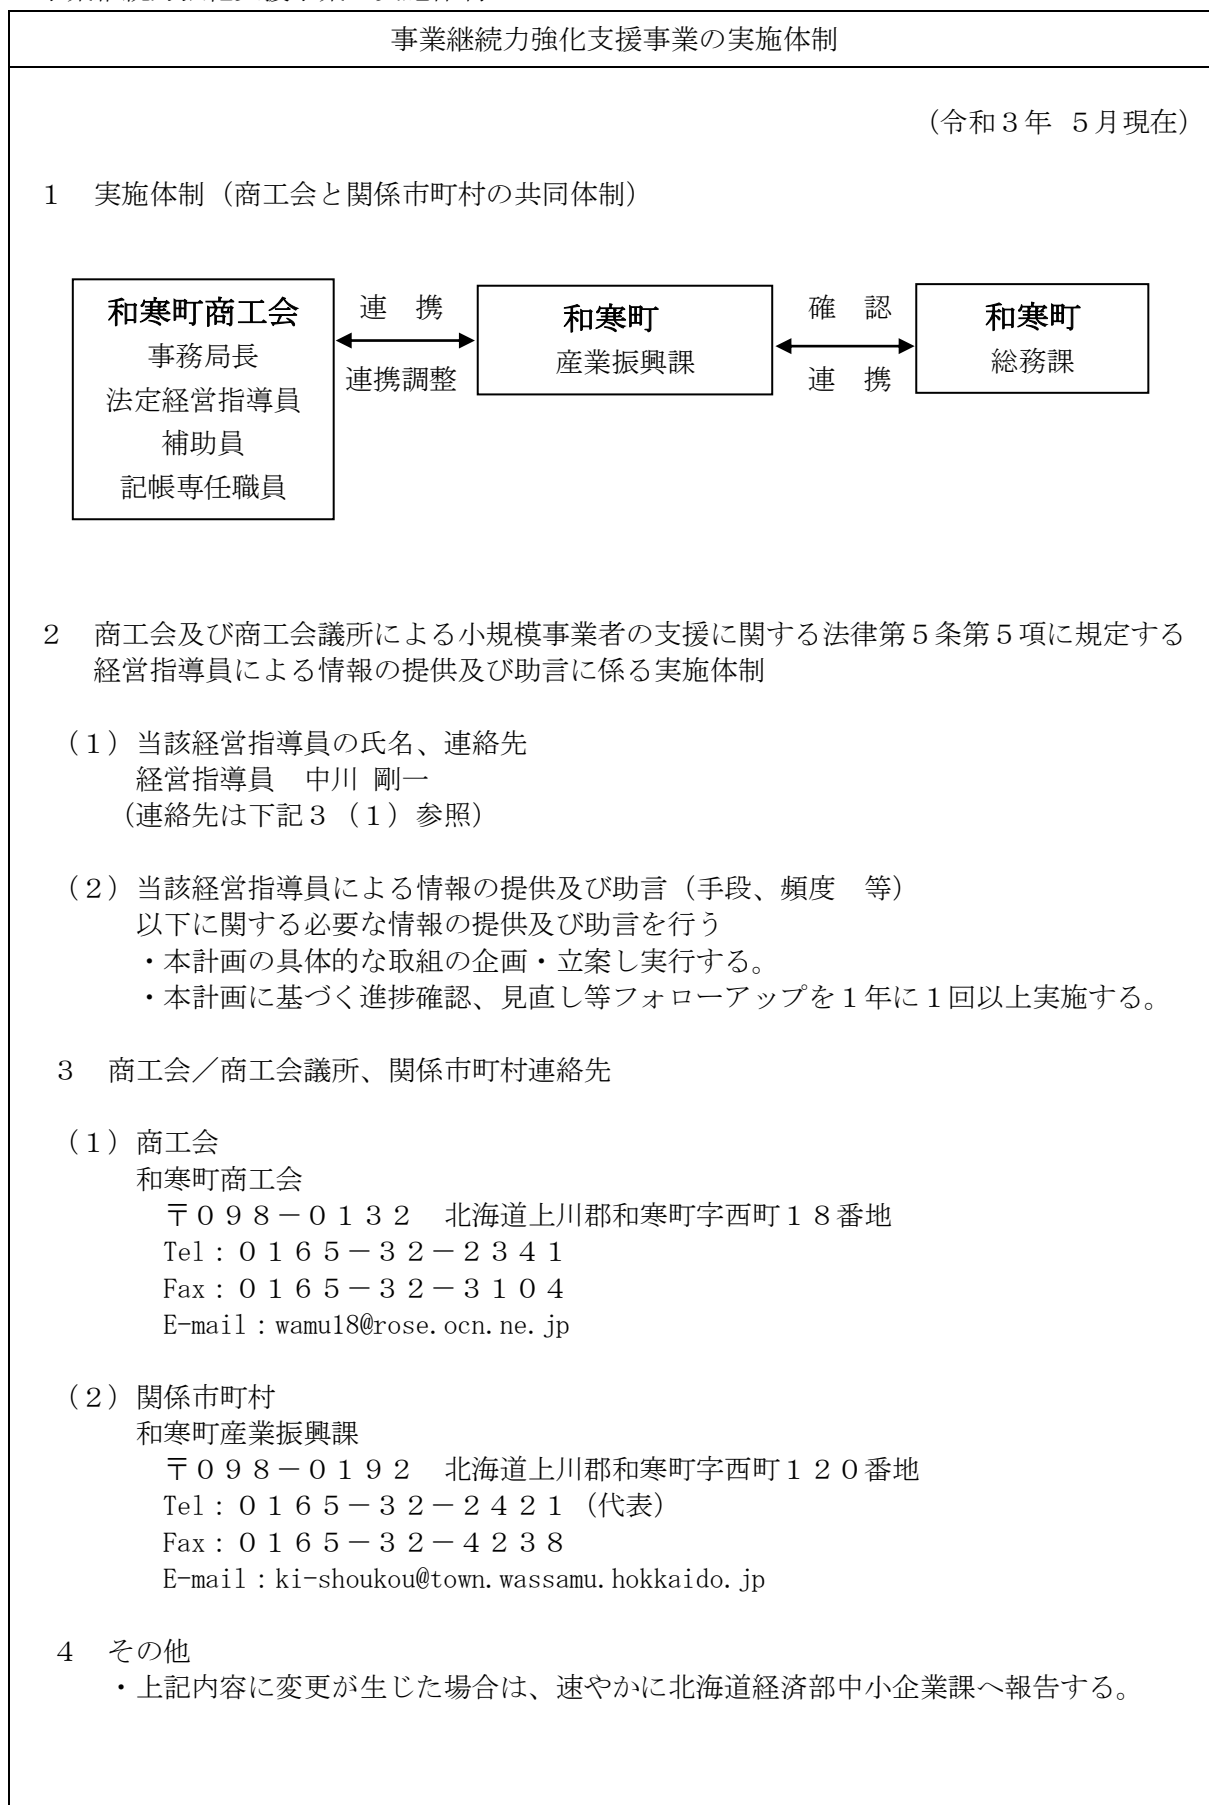 事業継続力強化支援事業の実施体制
（令和３年 ５月現在）
１　実施体制（商工会と関係市町村の共同体制）
和寒町商工会
事務局長
法定経営指導員
補助員
記帳専任職員
連　携
連携調整
和寒町
産業振興課
確　認
連　携
和寒町
総務課
２　商工会及び商工会議所による小規模事業者の支援に関する法律第５条第５項に規定する
経営指導員による情報の提供及び助言に係る実施体制
（１）当該経営指導員の氏名、連絡先
経営指導員　中川 剛一
（連絡先は下記３（１）参照）
（２）当該経営指導員による情報の提供及び助言（手段、頻度　等）
以下に関する必要な情報の提供及び助言を行う
・本計画の具体的な取組の企画・立案し実行する。
・本計画に基づく進捗確認、見直し等フォローアップを１年に１回以上実施する。
３　商工会／商工会議所、関係市町村連絡先
（１）商工会
和寒町商工会
〒０９８－０１３２　北海道上川郡和寒町字西町１８番地
Tel：０１６５－３２－２３４１
Fax：０１６５－３２－３１０４
E-mail：wamu18@rose.ocn.ne.jp
（２）関係市町村
和寒町産業振興課
〒０９８－０１９２　北海道上川郡和寒町字西町１２０番地
Tel：０１６５－３２－２４２１（代表）
Fax：０１６５－３２－４２３８
E-mail：ki-shoukou@town.wassamu.hokkaido.jp
４　その他
・上記内容に変更が生じた場合は、速やかに北海道経済部中小企業課へ報告する。